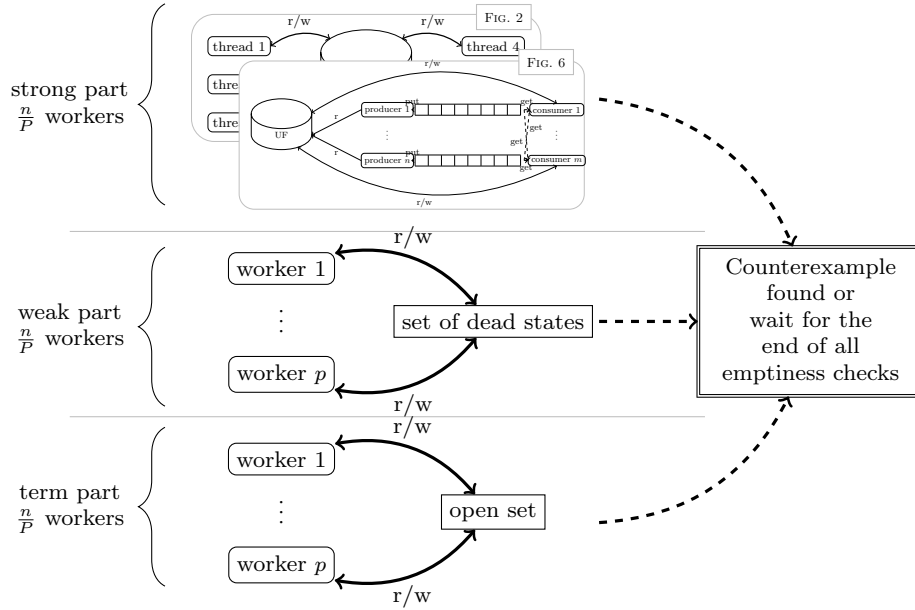 r/w
r/w
FIG. 2
thread 1
thread 4
FIG. 6
r/w
strong part
n/P workers
thre
thre
UF
r
r
producer 1
put
get
consumer 1
⋮
get
get
⋮
producer n
put
get
consumer m
r/w
r/w
worker 1
weak part
n/P workers
⋮
set of dead states
worker p
r/w
Counterexample
found or
wait for the
end of all
emptiness checks
r/w
worker 1
term part
n/P workers
⋮
open set
worker p
r/w